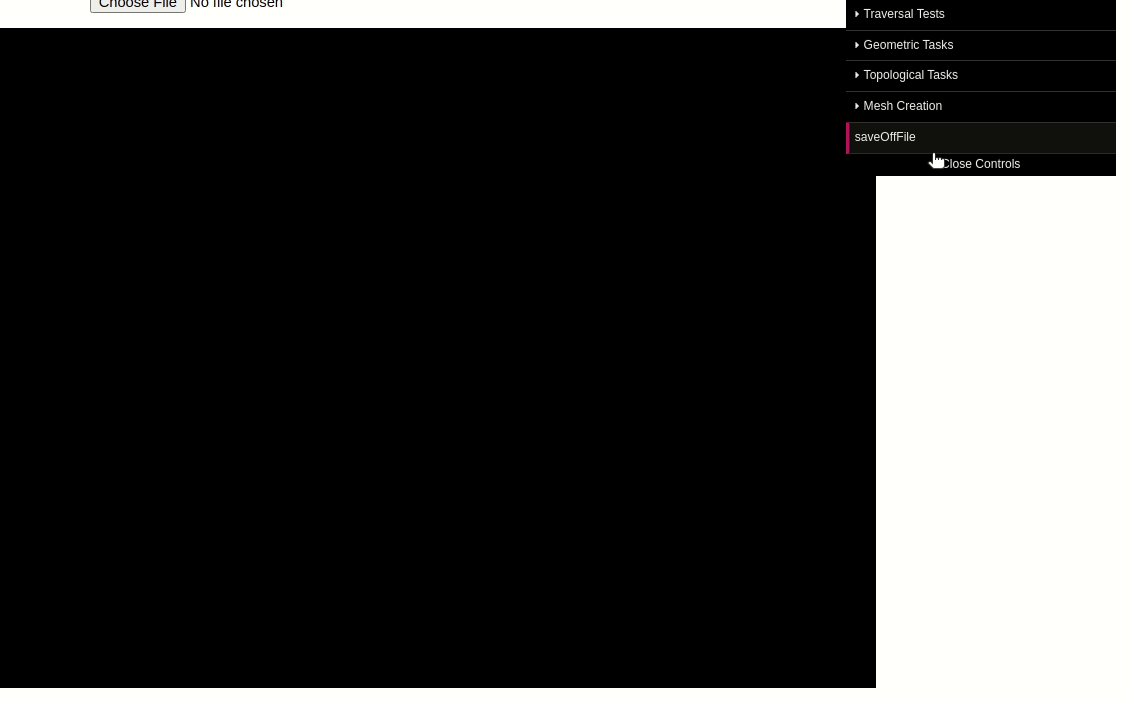 Choose File No file chosen
Traversal Tests
Geometric Tasks
Topological Tasks
Mesh Creation
saveOffFile
Close Controls